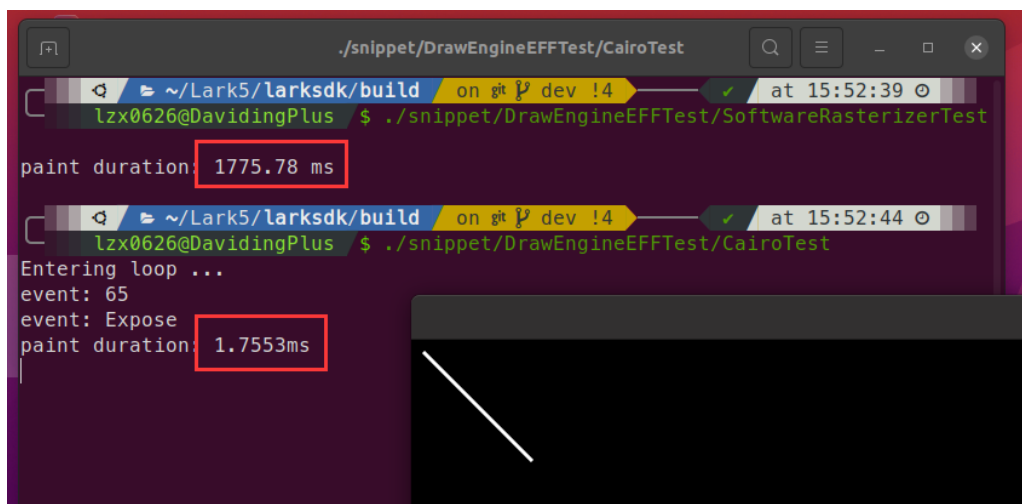 ./snippet/DrawEngineEFFTest/CairoTest
~/Lark5/larksdk/build on git dev !4 ✔ at 15:52:39
lzx0626@DavidingPlus $ ./snippet/DrawEngineEFFTest/SoftwareRasterizerTest
paint duration: 1775.78 ms
~/Lark5/larksdk/build on git dev !4 ✔ at 15:52:44
lzx0626@DavidingPlus $ ./snippet/DrawEngineEFFTest/CairoTest
Entering loop ...
event: 65
event: Expose
paint duration: 1.7553ms